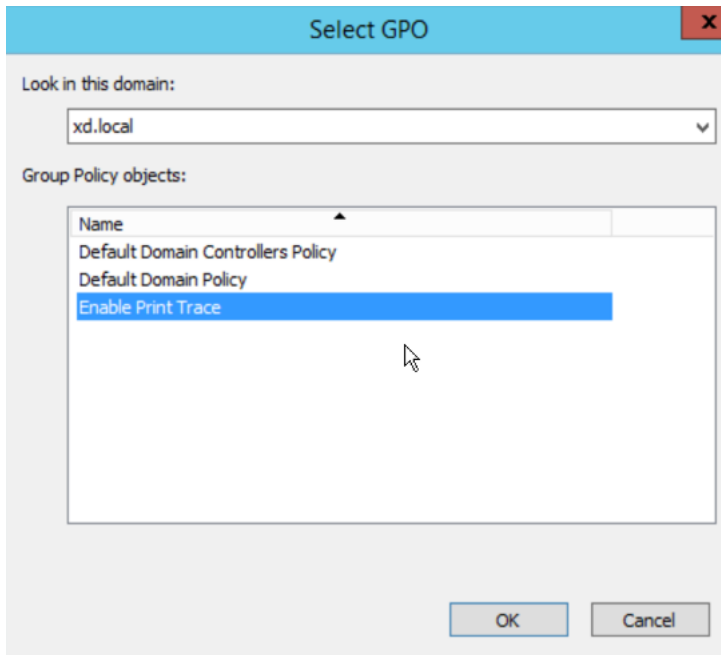 Select GPO
x
Look in this domain:
xd.local
Group Policy objects:
Name
Default Domain Controllers Policy
Default Domain Policy
Enable Print Trace
OK
Cancel